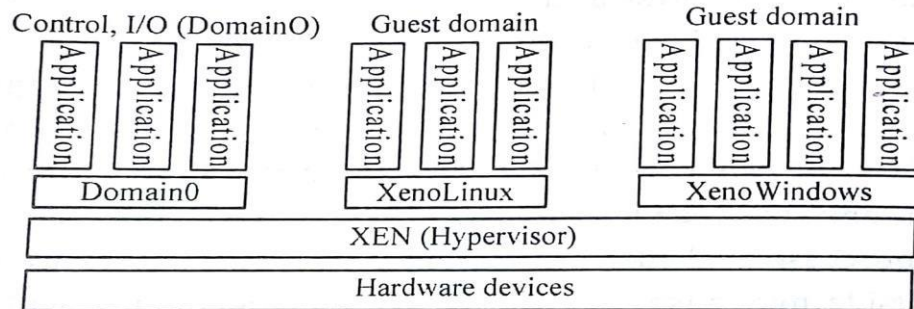 Control, I/O (DomainO)
Guest domain
Guest domain
Application
Application
Application
Application
Application
Application
Application
Application
Application
Application
Domain0
XenoLinux
XenoWindows
XEN (Hypervisor)
Hardware devices